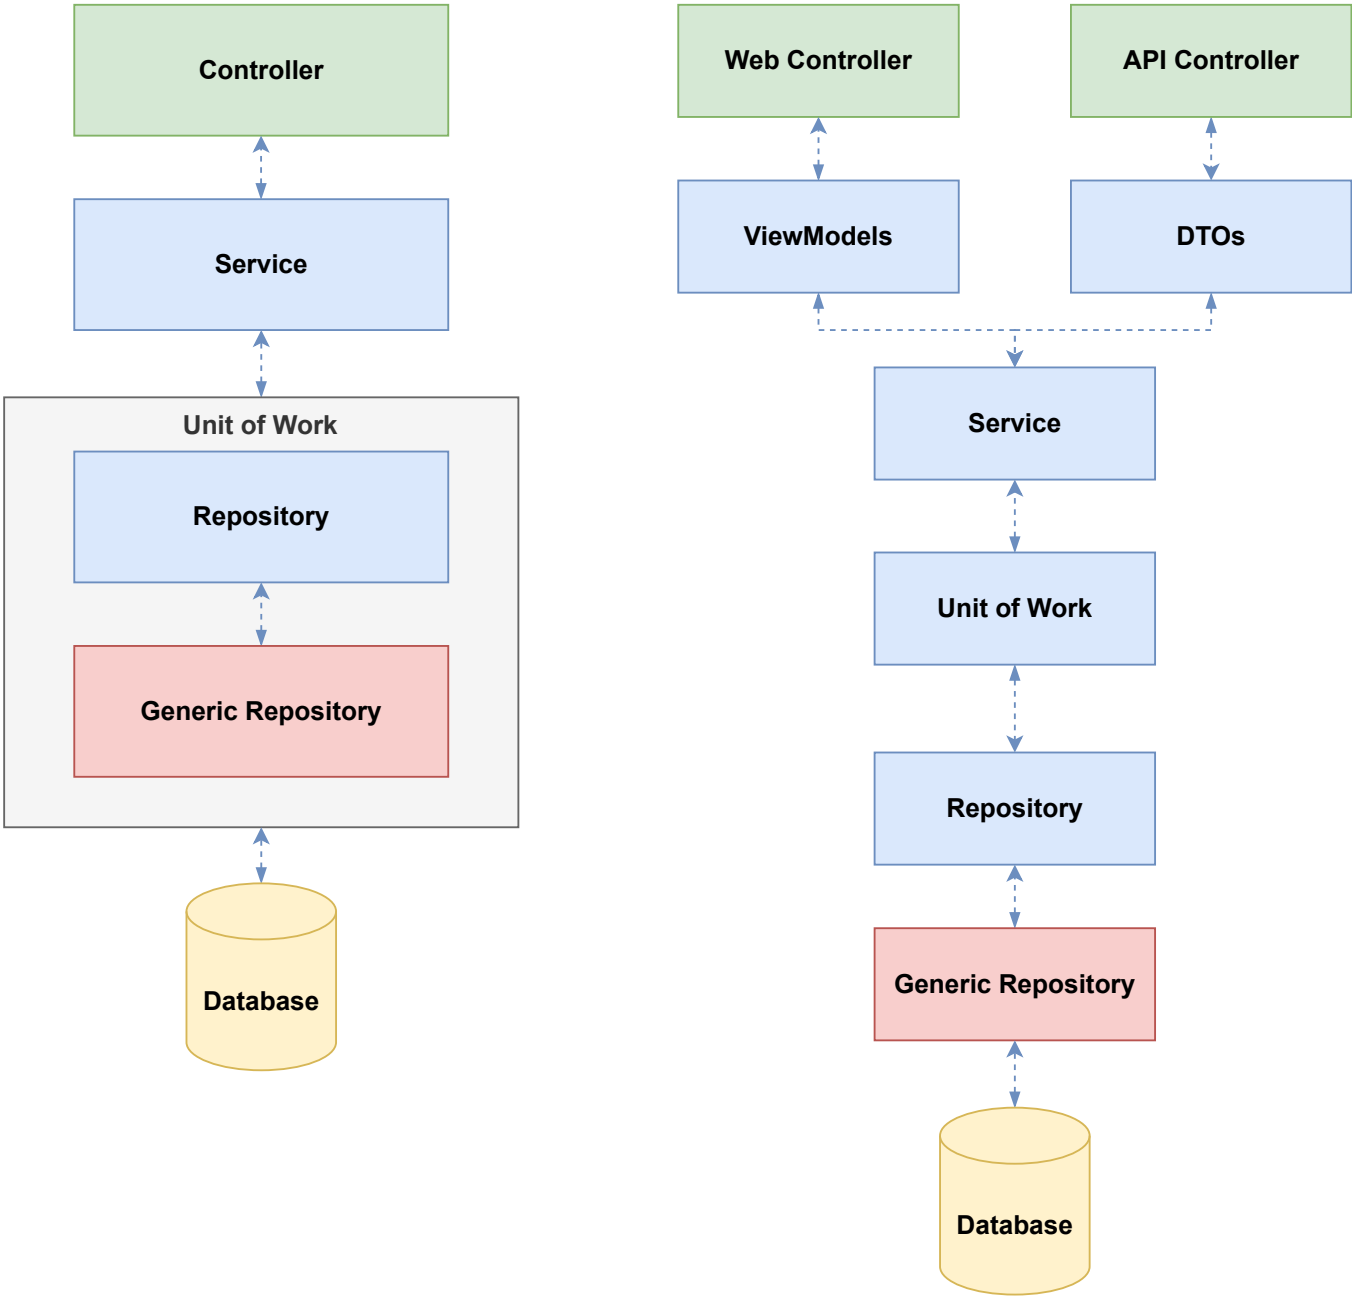 Controller
Service
Unit of Work
Repository
Generic Repository
Database
Web Controller
API Controller
ViewModels
DTOs
Service
Unit of Work
Repository
Generic Repository
Database